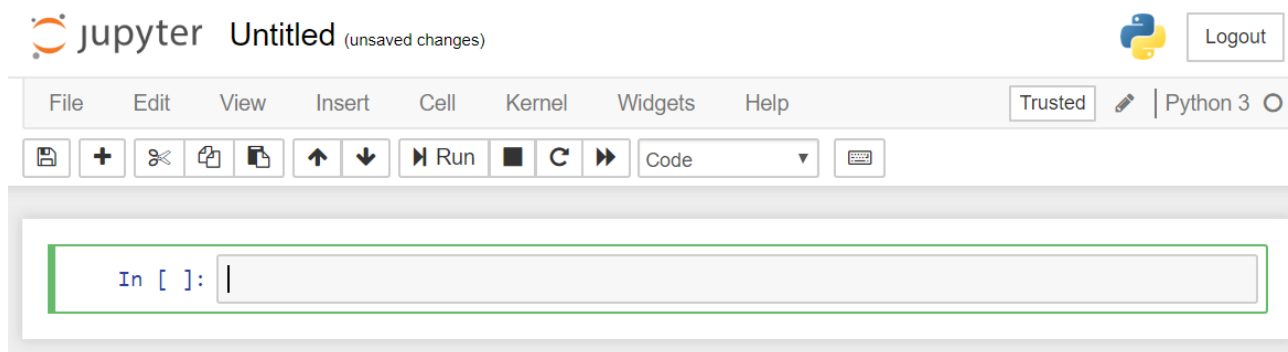 jupyter Untitled (unsaved changes) Logout
File Edit View Insert Cell Kernel Widgets Help Trusted Python 3
Run Code
In [ ]: